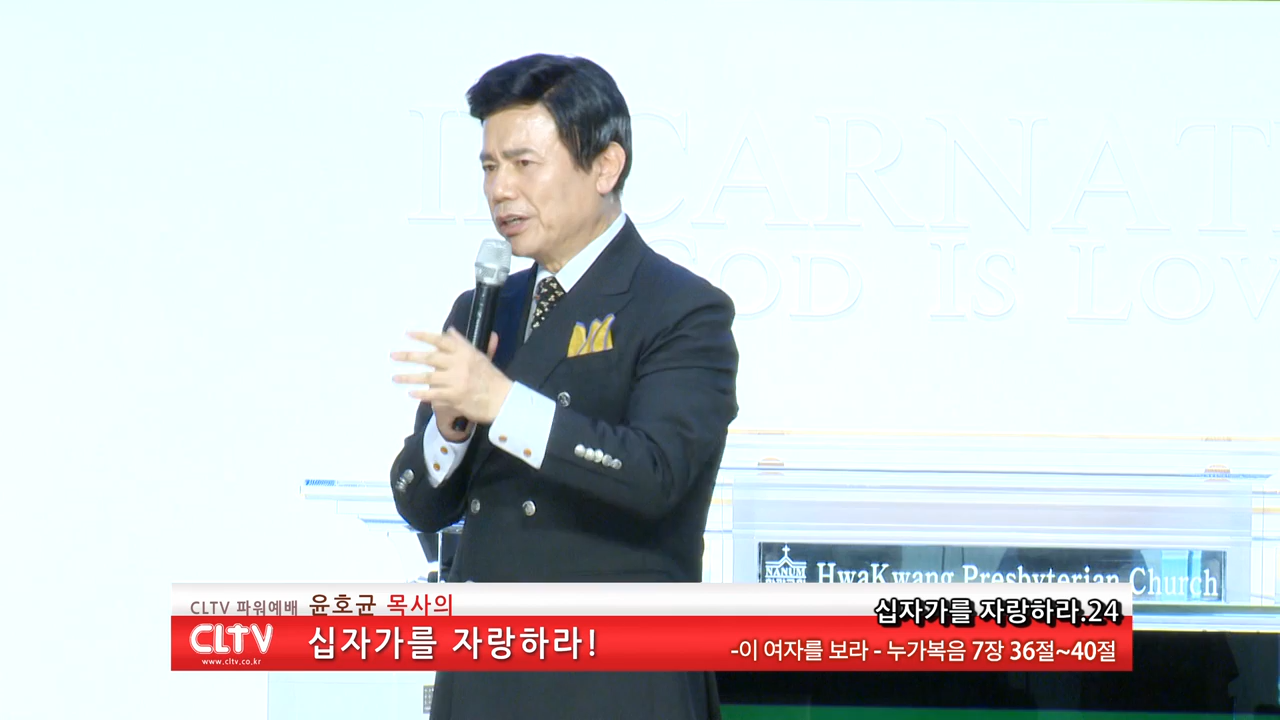 INCARNAT
GOD IS LOV
NANUM
HwaKwang Presbyterian Church
CLTV 파워예배 윤호균 목사의
십자가를 자랑하라.24
CLTV
www.cltv.co.kr
십자가를 자랑하라!
-이 여자를 보라 - 누가복음 7장 36절~40절